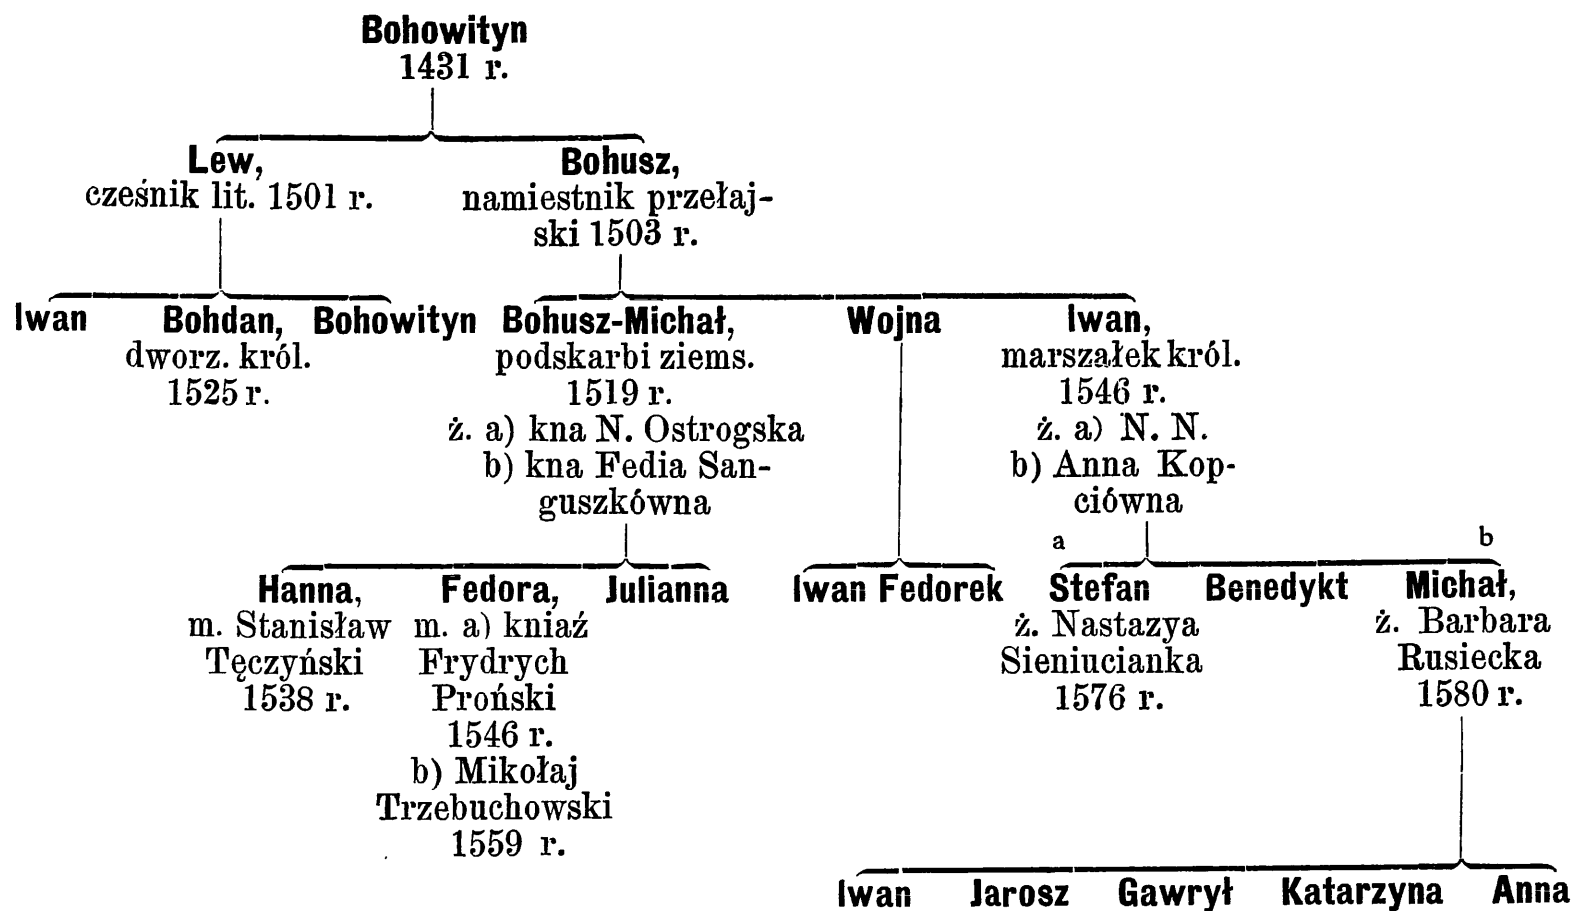 Bohowityn
1431 r.
Lew,
cześnik lit. 1501 r.
Bohusz,
namiestnik przełaj-
ski 1503 r.
Iwan
Bohdan,
dworz. król.
1525 r.
Bohowityn
Bohusz-Michał,
podskarbi ziems.
1519 r.
ż. a) kna N. Ostrogska
b) kna Fedia San-
guszkówna
Wojna
Iwan,
marszałek król.
1546 r.
ż. a) N. N.
b) Anna Kop-
ciówna
Hanna,
m. Stanisław
Tęczyński
1538 r.
Fedora,
m. a) kniaź
Frydrych
Proński
1546 r.
b) Mikołaj
Trzebuchowski
1559 r.
Julianna
Iwan Fedorek
a
Stefan
ż. Nastazya
Sieniucianka
1576 r.
Benedykt
b
Michał,
ż. Barbara
Rusiecka
1580 r.
Iwan Jarosz Gawrył Katarzyna Anna